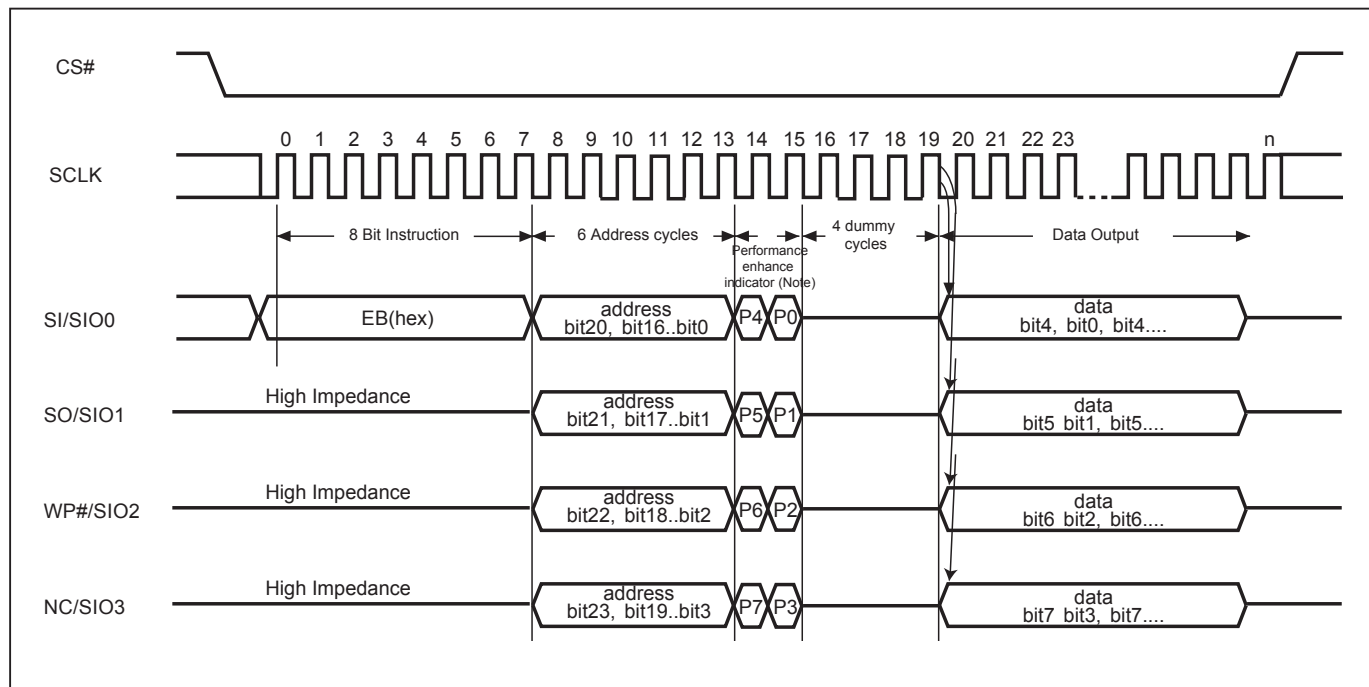 CS#
0 1 2 3 4 5 6 7 8 9 10 11 12 13 14 15 16 17 18 19 20 21 22 23 n
SCLK
8 Bit Instruction
6 Address cycles
4 dummy
cycles
Data Output
Performance
enhance
indicator (Note)
SI/SIO0
EB(hex)
address
bit20, bit16..bit0
P4
P0
data
bit4, bit0, bit4....
SO/SIO1
High Impedance
address
bit21, bit17..bit1
P5
P1
data
bit5 bit1, bit5....
WP#/SIO2
High Impedance
address
bit22, bit18..bit2
P6
P2
data
bit6 bit2, bit6....
NC/SIO3
High Impedance
address
bit23, bit19..bit3
P7
P3
data
bit7 bit3, bit7....